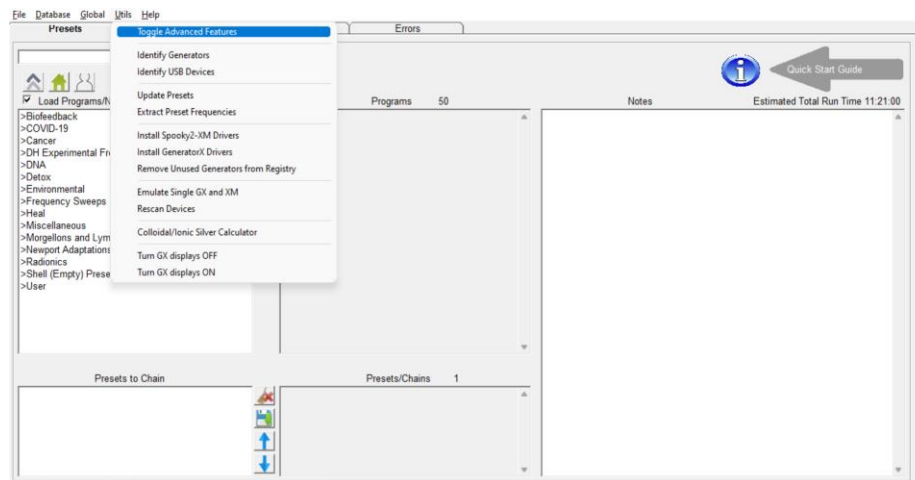 File Database Global Utils Help
Presets
Errors
Toggle Advanced Features
Identify Generators
Identify USB Devices
Update Presets
Extract Preset Frequencies
Install Spooky2-XM Drivers
Install GeneratorX Drivers
Remove Unused Generators from Registry
Emulate Single GX and XM
Rescan Devices
Colloidal/Ionic Silver Calculator
Turn GX displays OFF
Turn GX displays ON
Quick Start Guide
Load Programs/N
Programs 50
Notes
Estimated Total Run Time 11:21:00
>Biofeedback
>COVID-19
>Cancer
>DH Experimental Fr
>DNA
>Detox
>Environmental
>Frequency Sweeps
>Heal
>Miscellaneous
>Morgellons and Lym
>Newport Adaptations
>Radionics
>Shell (Empty) Prese
>User
Presets to Chain
Presets/Chains 1